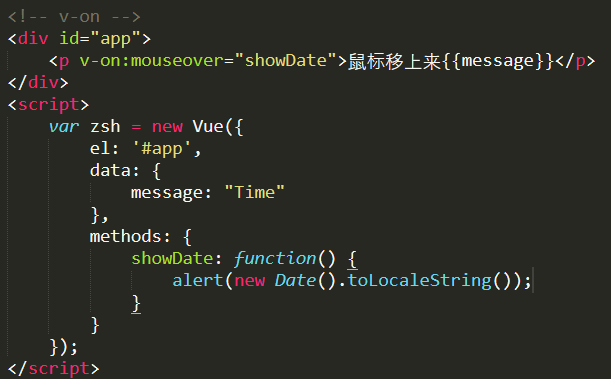 <!-- v-on -->
<div id="app">
    <p v-on:mouseover="showDate">鼠标移上来{{message}}</p>
</div>
<script>
    var zsh = new Vue({
        el: '#app',
        data: {
            message: "Time"
        },
        methods: {
            showDate: function() {
                alert(new Date().toLocaleString());
            }
        }
    });
</script>